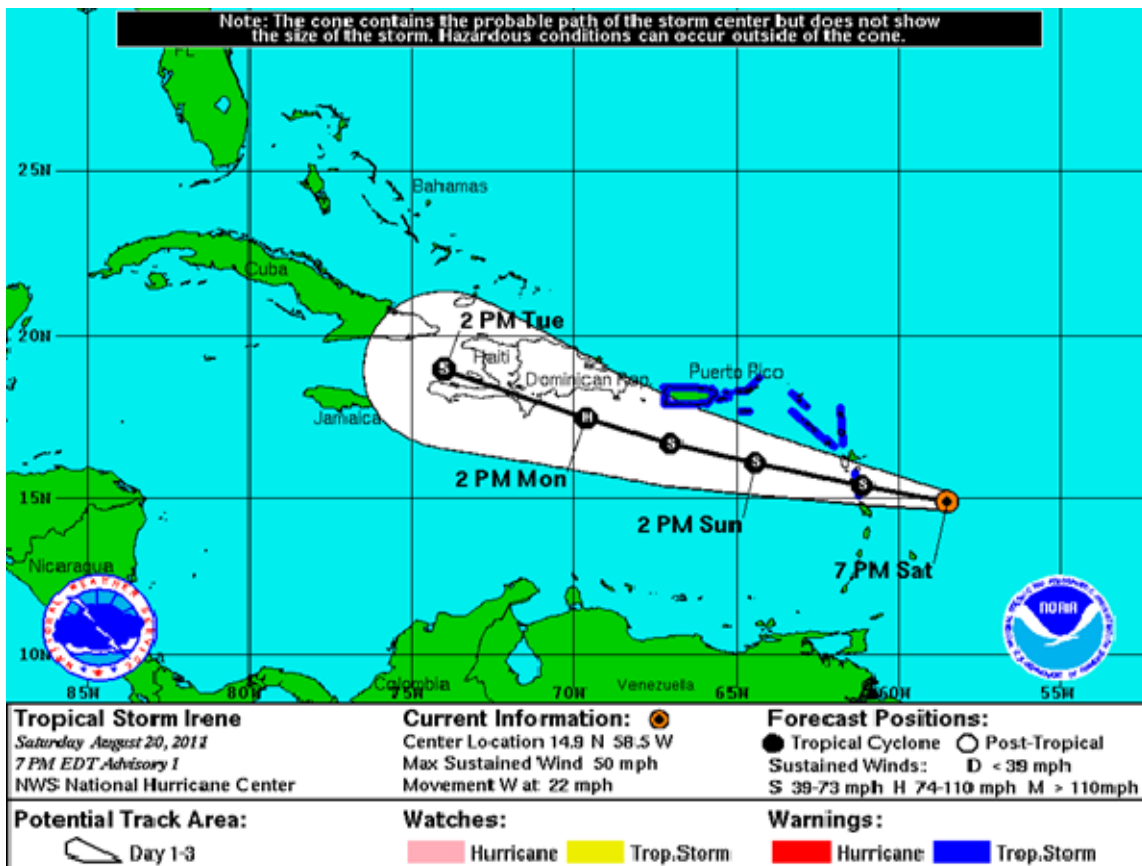 Note: The cone contains the probable path of the storm center but does not show
the size of the storm. Hazardous conditions can occur outside of the cone.
FL
25N
Bahamas
Cuba
20N
2 PM Tue
Haiti
Dominican Rep.
Puerto Rico
S
Jamaica
H
S
S
S
2 PM Mon
15N
2 PM Sun
7 PM Sat
Nicaragua
NOAA
10N
Colombia
Venezuella
85W 80W 75W 70W 65W 60W 55W
Tropical Storm Irene
Saturday August 20, 2011
7 PM EDT Advisory 1
NWS National Hurricane Center
Current Information:
Center Location 14.9 N 58.5 W
Max Sustained Wind 50 mph
Movement W at 22 mph
Forecast Positions:
Tropical Cyclone Post-Tropical
Sustained Winds: D < 39 mph
S 39-73 mph H 74-110 mph M > 110mph
Potential Track Area:
Day 1-3
Watches:
Hurricane Trop.Storm
Warnings:
Hurricane Trop.Storm